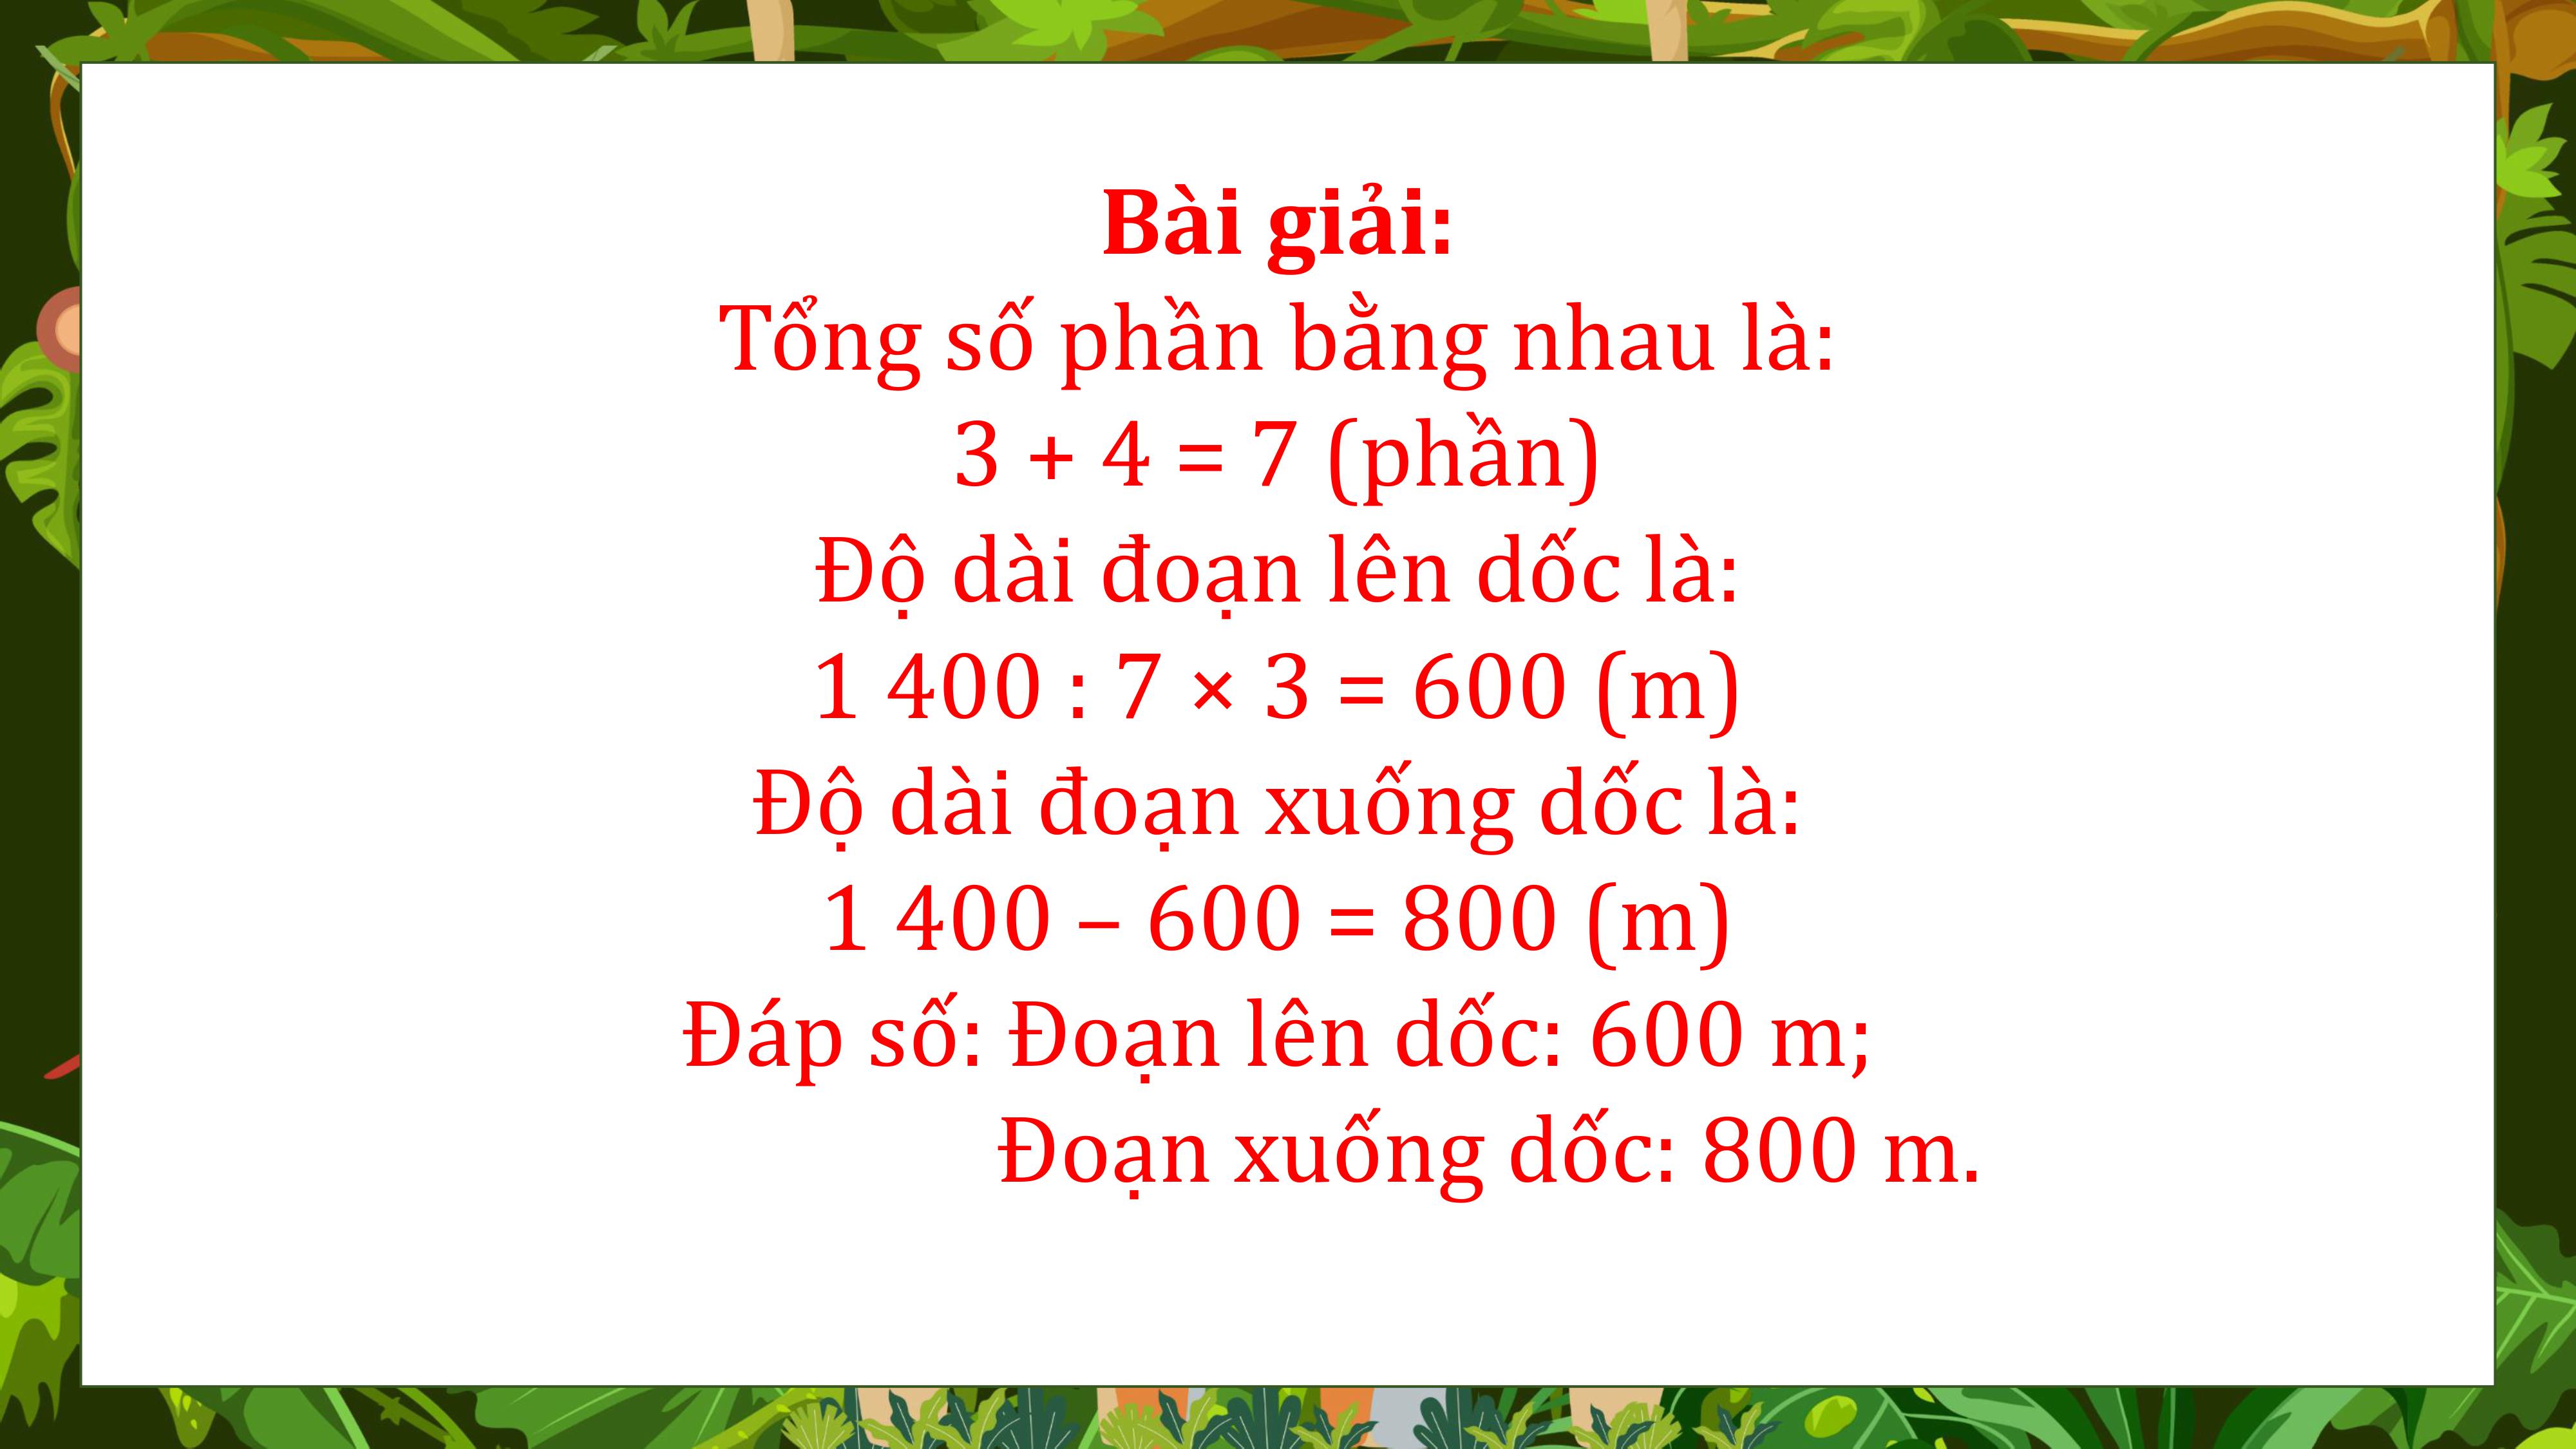 Bài giải:
Tổng số phần bằng nhau là:
3 + 4 = 7 (phần)
Độ dài đoạn lên dốc là:
1 400 : 7 × 3 = 600 (m)
Độ dài đoạn xuống dốc là:
1 400 – 600 = 800 (m)
Đáp số: Đoạn lên dốc: 600 m;
Đoạn xuống dốc: 800 m.